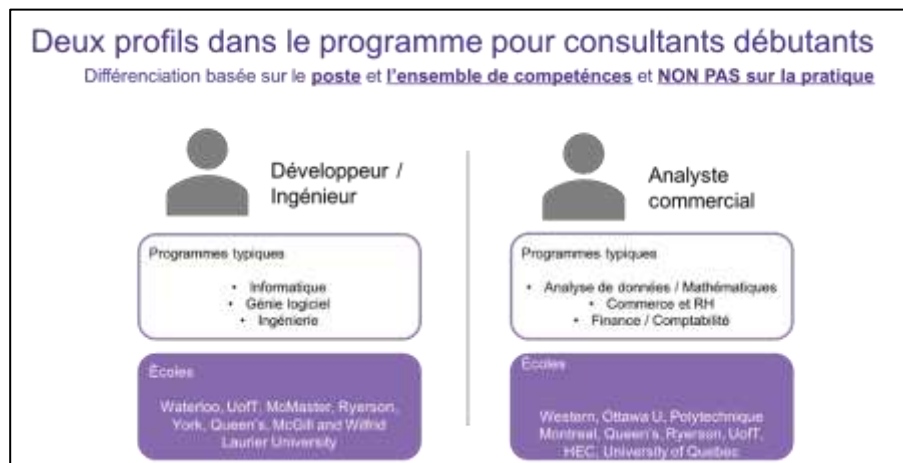 Deux profils dans le programme pour consultants débutants
Différenciation basée sur le poste et l'ensemble de competénces et NON PAS sur la pratique
Développeur /
Ingénieur
Programmes typiques
• Informatique
• Génie logiciel
• Ingénierie
Écoles
Waterloo, UofT, McMaster, Ryerson,
York, Queen's, McGill and Wilfrid
Laurier University
Analyste
commercial
Programmes typiques
• Analyse de données / Mathématiques
• Commerce et RH
• Finance / Comptabilité
Écoles
Western, Ottawa U, Polytechnique
Montreal, Queen's, Ryerson, UofT,
HEC, University of Quebec